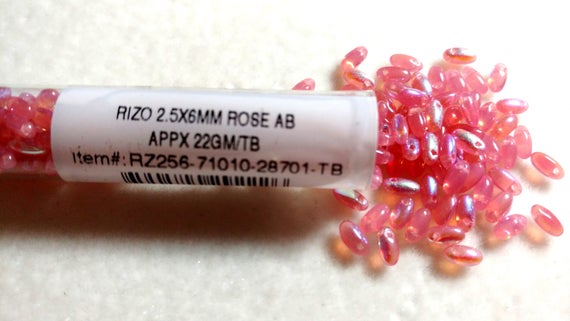 RIZO 2.5X6MM ROSE AB
APPX 22GM/TB
Item#: RZ256-71010-28701-TB